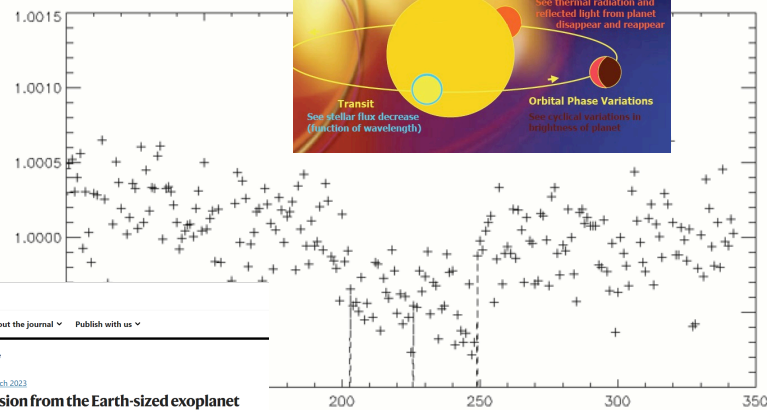 1.0015
1.0010
1.0005
1.0000
See thermal radiation and
reflected light from planet
disappear and reappear
Transit
See stellar flux decrease
(function of wavelength)
Orbital Phase Variations
See cyclical variations in
brightness of planet
out the journal
Publish with us
ch 2023
sion from the Earth-sized exoplanet
200
250
300
350